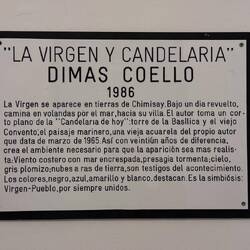 "LA VIRGEN Y CANDELARIA"
DIMAS COELLO
1986
La Virgen se aparece en tierras de Chimisay. Bajo un día revuelto,
camina en volandas por el mar, hacia su villa. El autor toma un cor-
to plano de la "Candelaria de hoy": torre de la Basílica y el viejo
Convento; el paisaje marinero, una vieja acuarela del propio autor
que data de marzo de 1965. Así con veintiún años de diferencia,
crea el ambiente necesario para que la aparición sea mas realis-
ta: Viento costero con mar encrespada, presagia tormenta; cielo,
gris plomizo; nubes a ras de tierra, son testigos del acontecimiento.
Los colores, negro, azul, amarillo y blanco, destacan. Es la simbiosis:
Virgen-Pueblo, por siempre unidos.